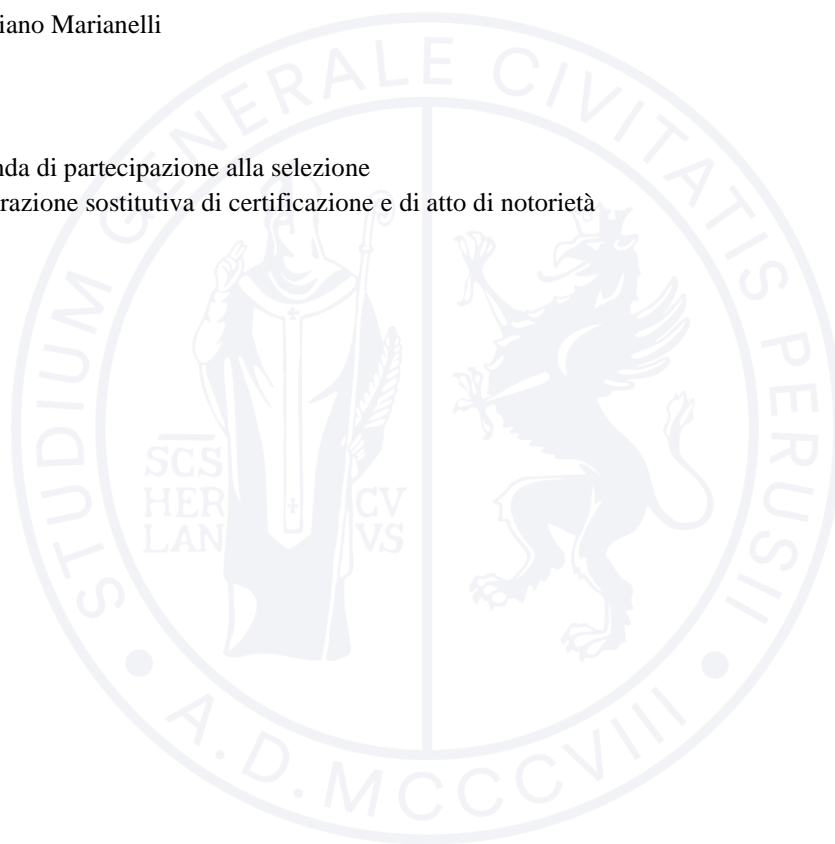 iano Marianelli
nda di partecipazione alla selezione
razione sostitutiva di certificazione e di atto di notorietà
STUDIUM GENERALE CIVITATIS PERUSII
SCS
HER CV
LAN VS
• A.D. MCCCVIII •